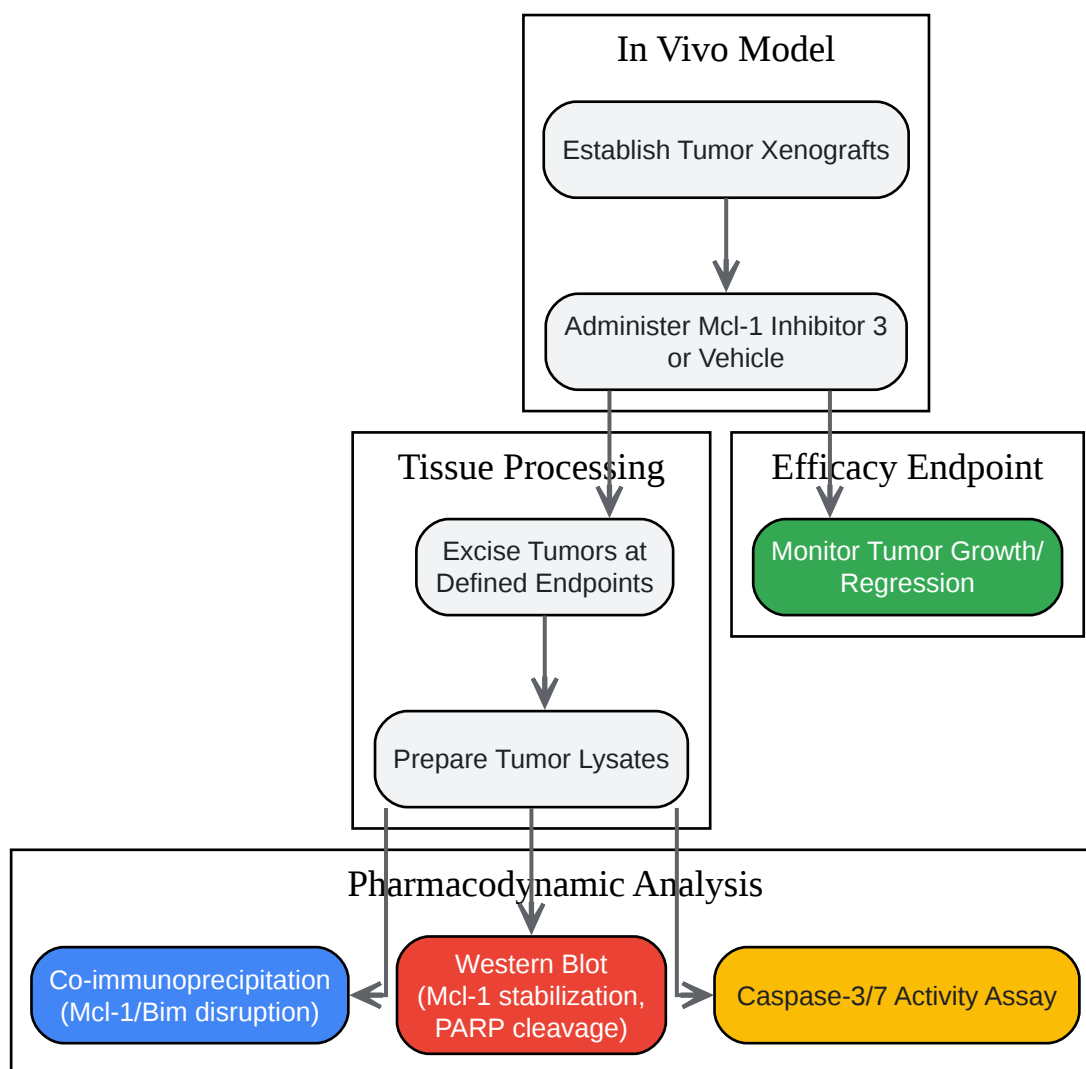 In Vivo Model
Establish Tumor Xenografts
Administer Mcl-1 Inhibitor 3
or Vehicle
Tissue Processing
Efficacy Endpoint
Excise Tumors at
Defined Endpoints
Monitor Tumor Growth/
Regression
Prepare Tumor Lysates
Pharmacodynamic Analysis
Co-immunoprecipitation
(Mcl-1/Bim disruption)
Western Blot
(Mcl-1 stabilization,
PARP cleavage)
Caspase-3/7 Activity Assay